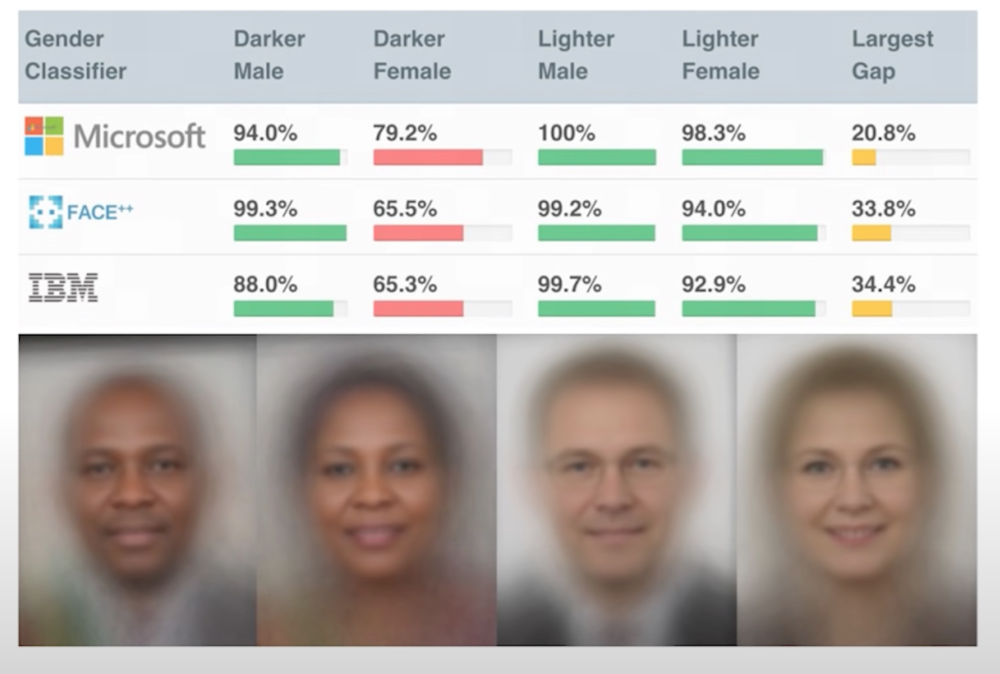 Gender Classifier Darker Male Darker Female Lighter Male Lighter Female Largest Gap
Microsoft 94.0% 79.2% 100% 98.3% 20.8%
FACE++ 99.3% 65.5% 99.2% 94.0% 33.8%
IBM 88.0% 65.3% 99.7% 92.9% 34.4%